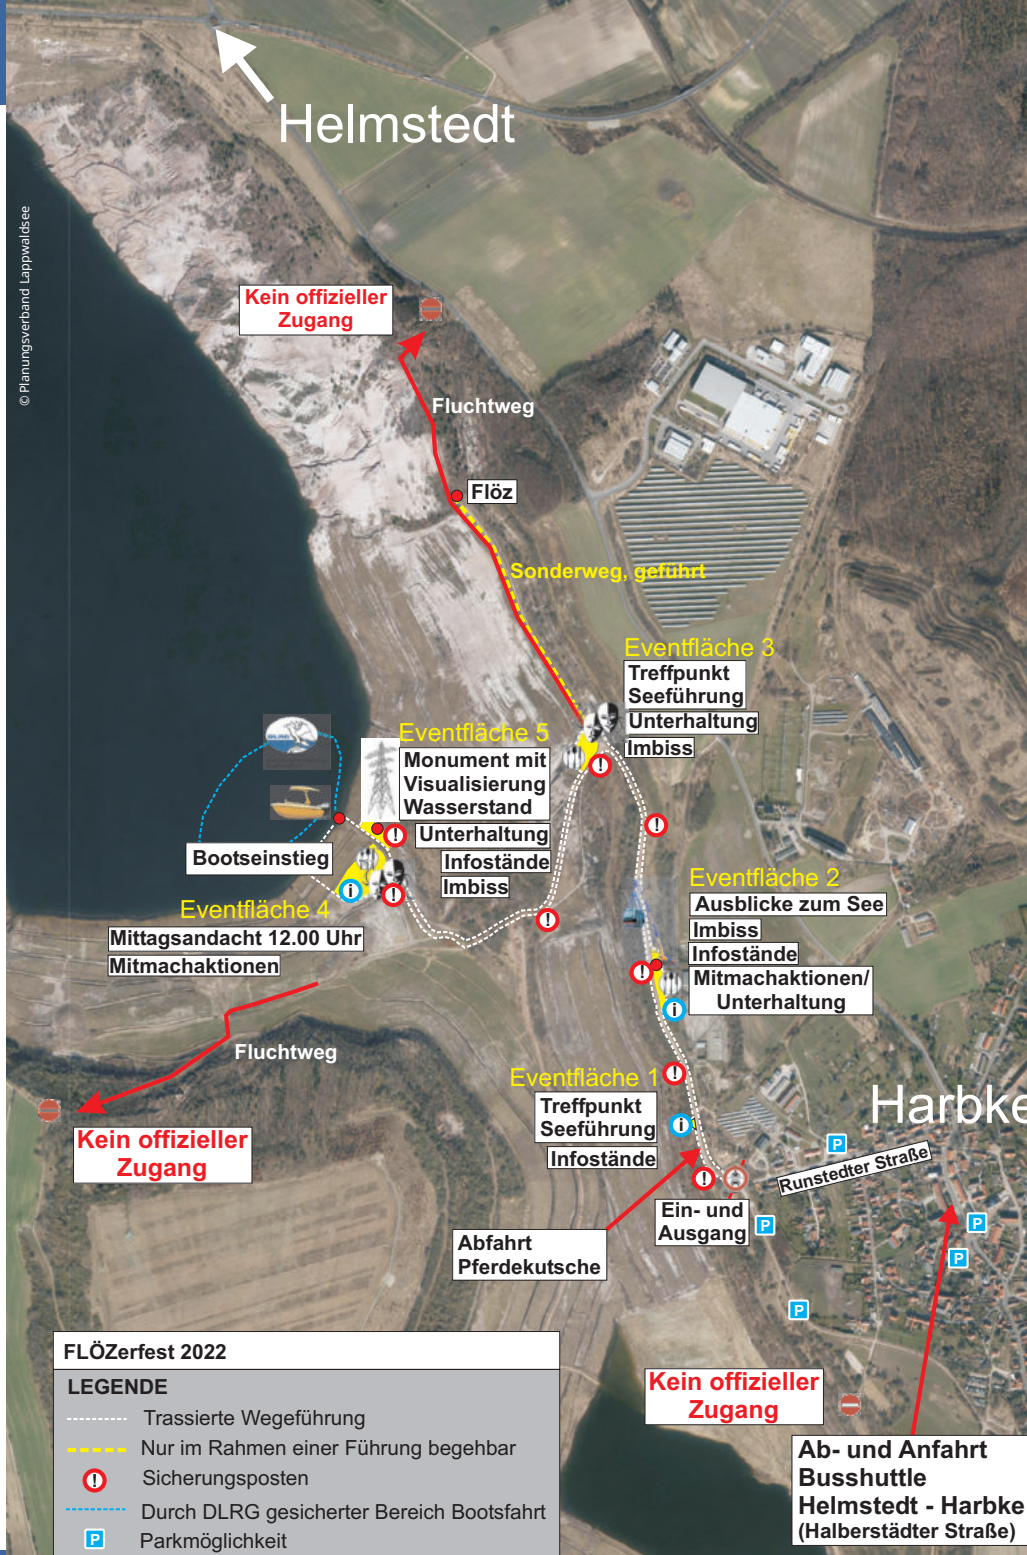 Helmstedt
© Planungsverband Lappwaldsee
Kein offizieller
Zugang
Fluchtweg
Flöz
Sonderweg, geführt
Eventfläche 3
Treffpunkt
Seeführung
Unterhaltung
Imbiss
Eventfläche 5
Monument mit
Visualisierung
Wasserstand
Unterhaltung
Infostände
Imbiss
DLRG
Bootseinstieg
Eventfläche 4
Mittagsandacht 12.00 Uhr
Mitmachaktionen
Eventfläche 2
Ausblicke zum See
Imbiss
Infostände
Mitmachaktionen/
Unterhaltung
Fluchtweg
Kein offizieller
Zugang
Eventfläche 1
Treffpunkt
Seeführung
Infostände
Harbke
Runstedter Straße
Ein- und
Ausgang
Abfahrt
Pferdekutsche
P
P
P
P
P
Kein offizieller
Zugang
Ab- und Anfahrt
Busshuttle
Helmstedt - Harbke
(Halberstädter Straße)
FLÖZerfest 2022
LEGENDE
Trassierte Wegeführung
Nur im Rahmen einer Führung begehbar
! Sicherungsposten
Durch DLRG gesicherter Bereich Bootsfahrt
P Parkmöglichkeit